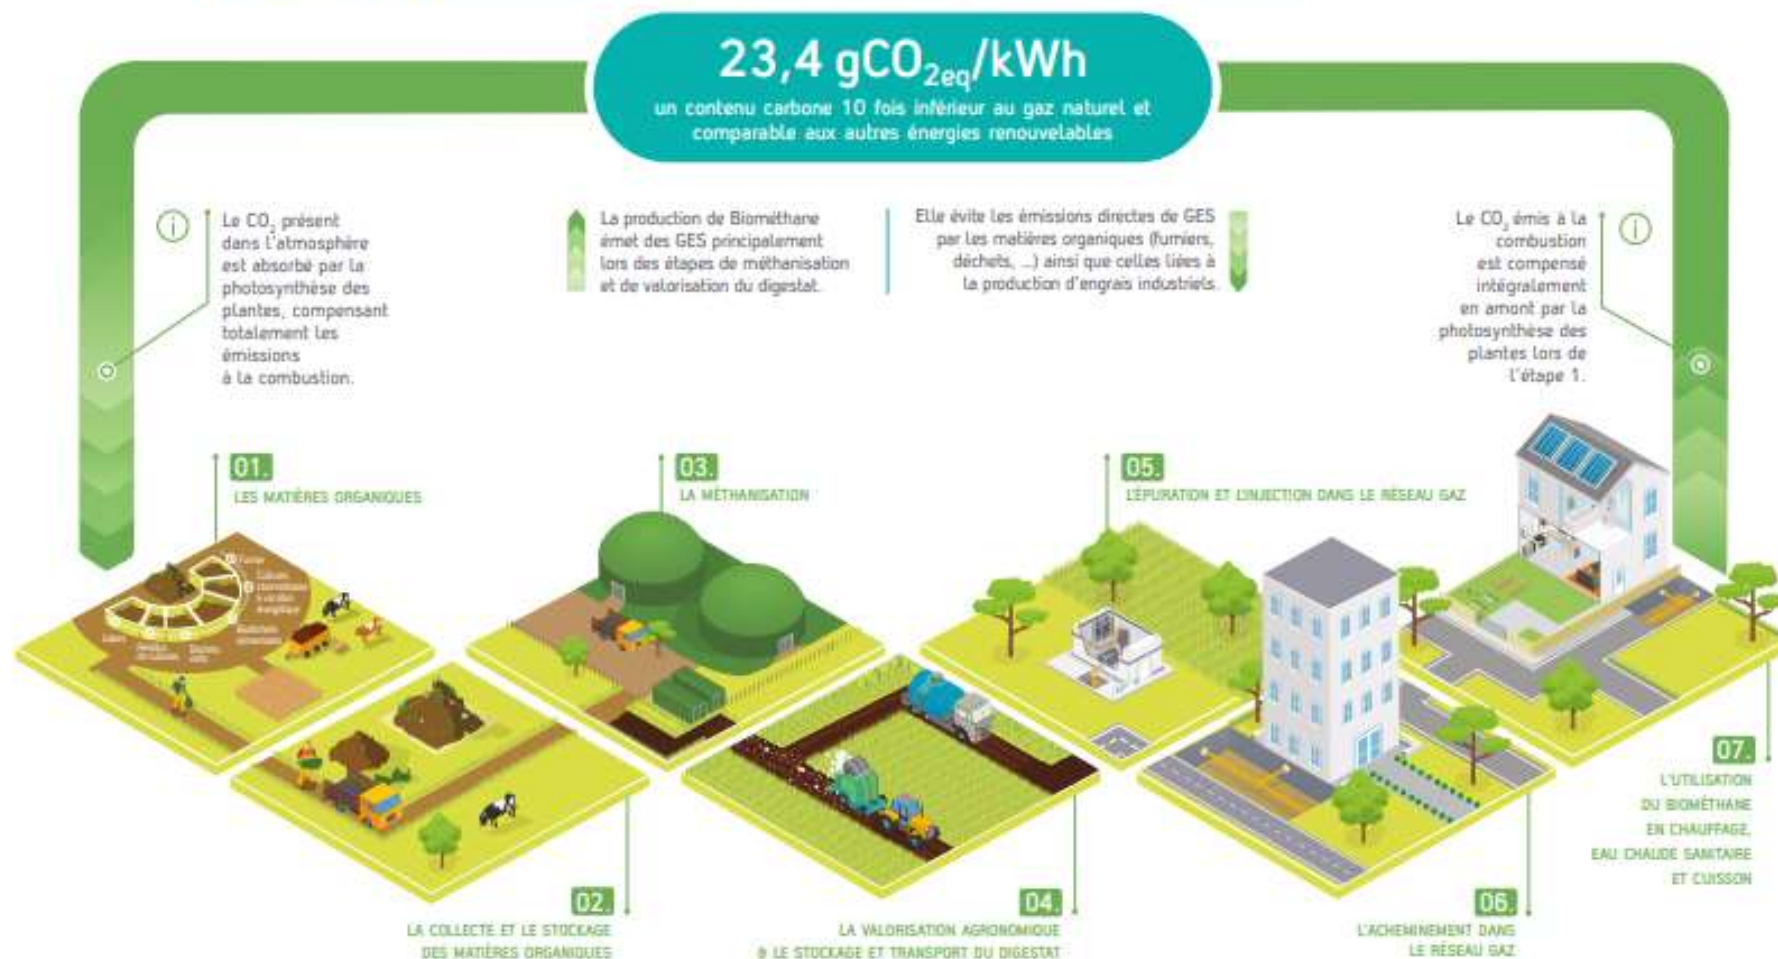 23,4 gCO2eq/kWh
un contenu carbone 10 fois inférieur au gaz naturel et
comparable aux autres énergies renouvelables
Le CO2 présent
dans l'atmosphère
est absorbé par la
photosynthèse des
plantes, compensant
totalement les
émissions
à la combustion.
La production de Biométhane
émet des GES principalement
lors des étapes de méthanisation
et de valorisation du digestat.
Elle évite les émissions directes de GES
par les matières organiques (fumiers,
déchets, ...) ainsi que celles liées à
la production d'engrais industriels.
Le CO2 émis à la
combustion
est compensé
intégralement
en amont par la
photosynthèse des
plantes lors de
l'étape 1.
01.
LES MATIÈRES ORGANIQUES
03.
LA MÉTHANISATION
05.
L'ÉPURATION ET L'INJECTION DANS LE RÉSEAU GAZ
07.
L'UTILISATION
DU BIOMÉTHANE
EN CHAUFFAGE,
EAU CHAUDE SANITAIRE
ET CUISSON
02.
LA COLLECTE ET LE STOCKAGE
DES MATIÈRES ORGANIQUES
04.
LA VALORISATION AGRONOMIQUE
& LE STOCKAGE ET TRANSPORT DU DIGESTAT
06.
L'ACHEMINEMENT DANS
LE RÉSEAU GAZ